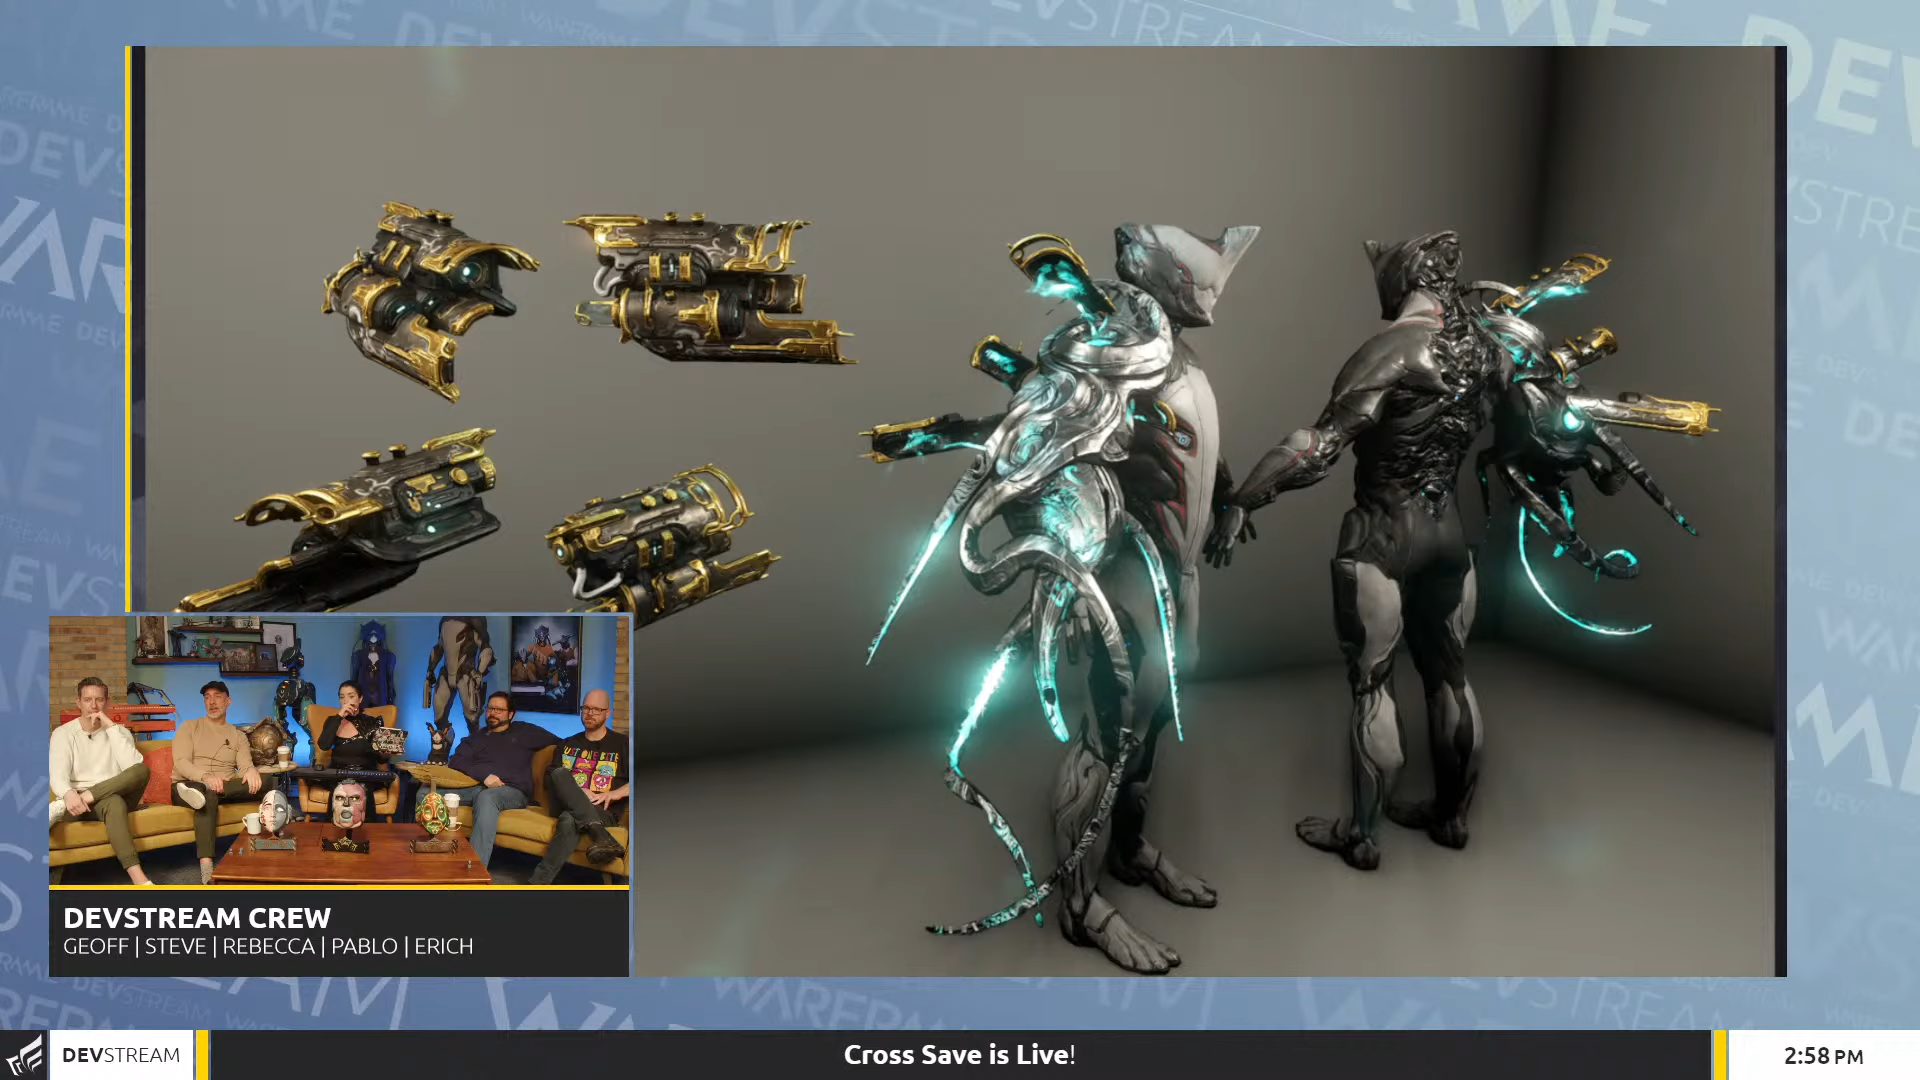 DEVSTREAM CREW
GEOFF | STEVE | REBECCA | PABLO | ERICH
DEVSTREAM
Cross Save is Live!
2:58 PM